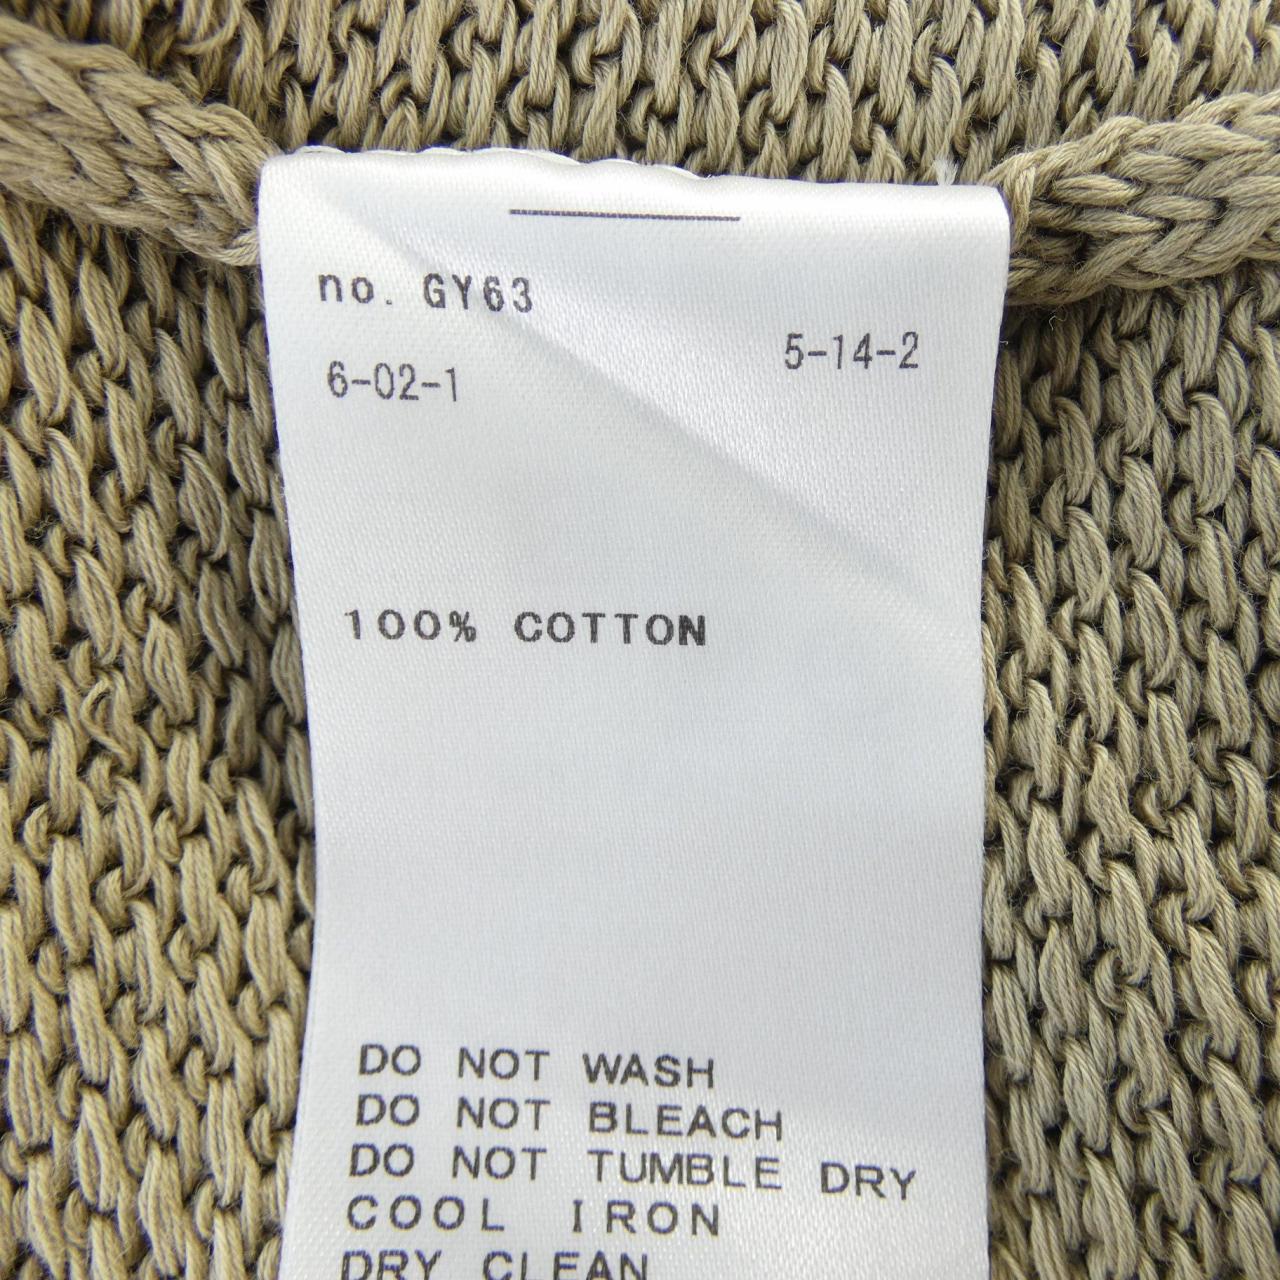 no. GY63
5-14-2
6-02-1
100% COTTON
DO NOT WASH
DO NOT BLEACH
DO NOT TUMBLE DRY
COOL IRON
DRY CLEAN